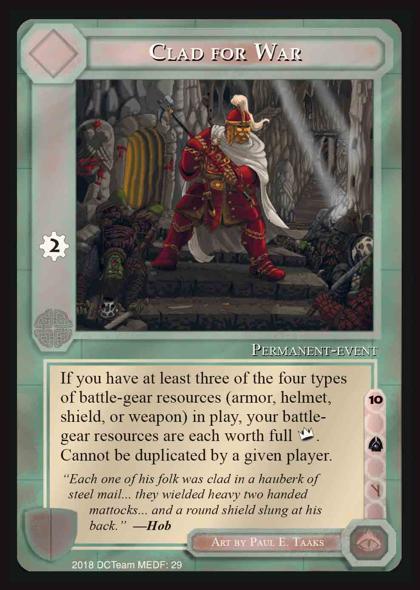 Clad for War
2
Permanent-event
If you have at least three of the four types
of battle-gear resources (armor, helmet,
shield, or weapon) in play, your battle-
gear resources are each worth full .
Cannot be duplicated by a given player.
10
“Each one of his folk was clad in a hauberk of
steel mail... they wielded heavy two handed
mattocks... and a round shield slung at his
back.” —Hob
Art by Paul E. Taaks
2018 DCTeam MEDF: 29